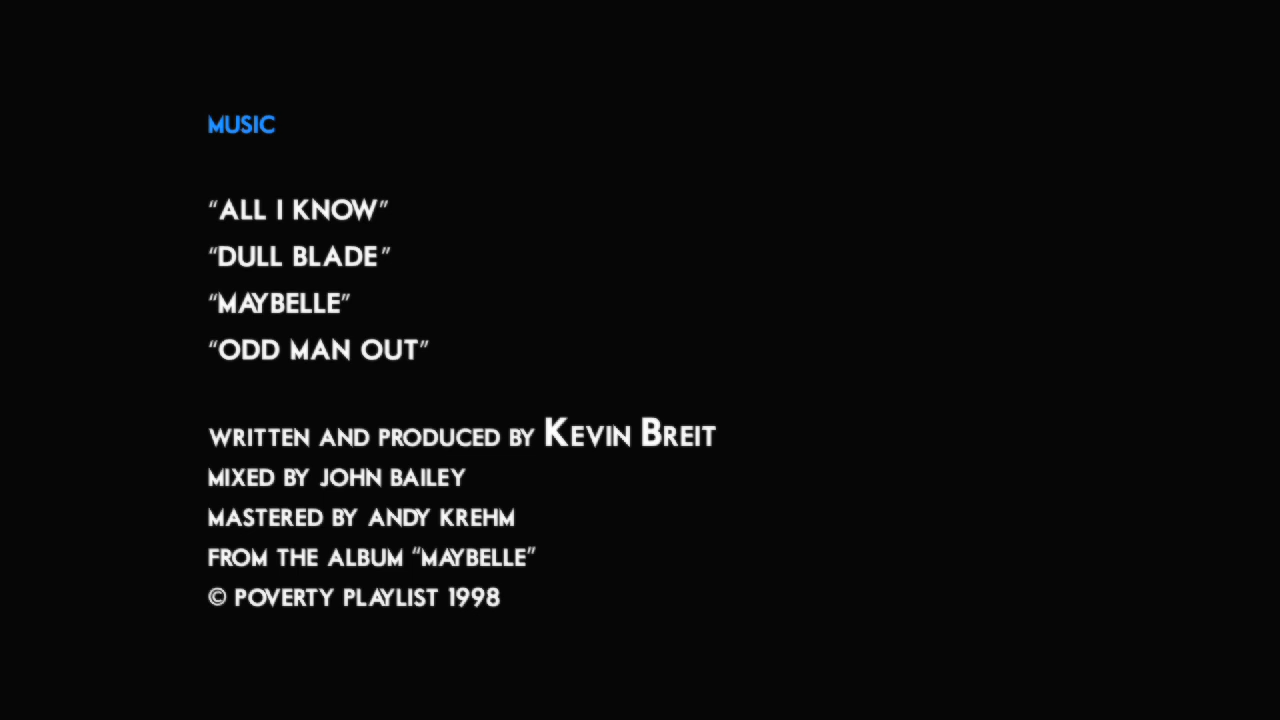 MUSIC
“ALL I KNOW”
“DULL BLADE”
“MAYBELLE”
“ODD MAN OUT”
WRITTEN AND PRODUCED BY KEVIN BREIT
MIXED BY JOHN BAILEY
MASTERED BY ANDY KREHM
FROM THE ALBUM “MAYBELLE”
© POVERTY PLAYLIST 1998